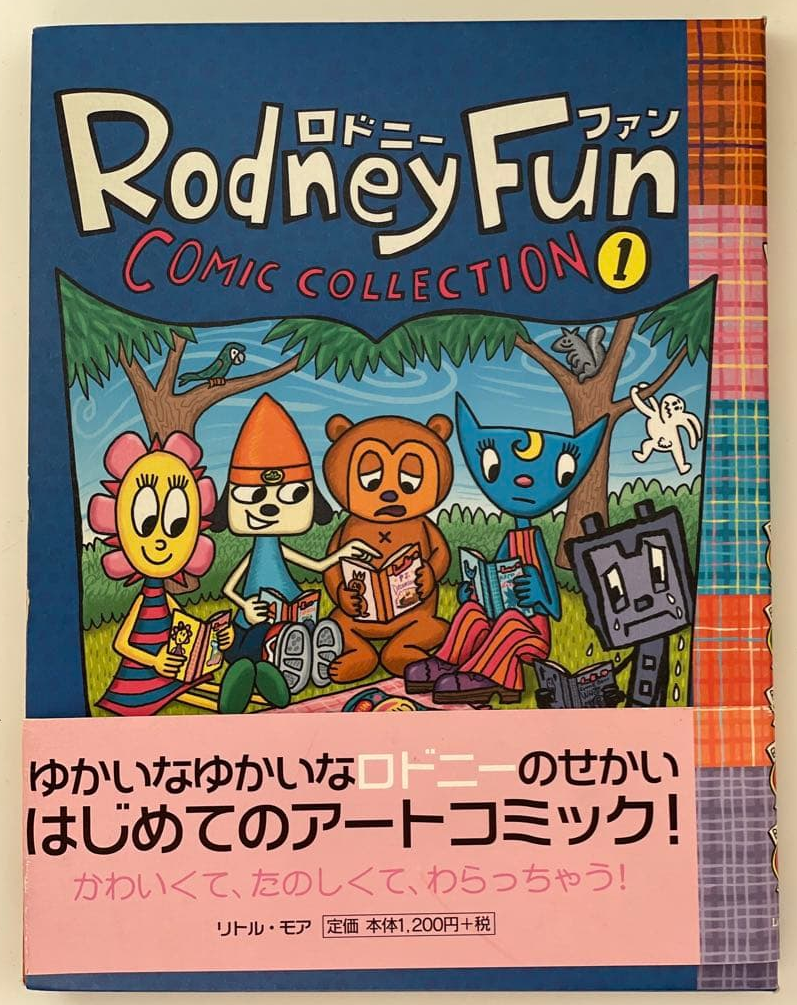 ロドニー ファン
Rodney Fun
COMIC COLLECTION 1
ゆかいなゆかいなロドニーのせかい
はじめてのアートコミック!
かわいくて、たのしくて、わらっちゃう!
リトル・モア 定価 本体1,200円+税